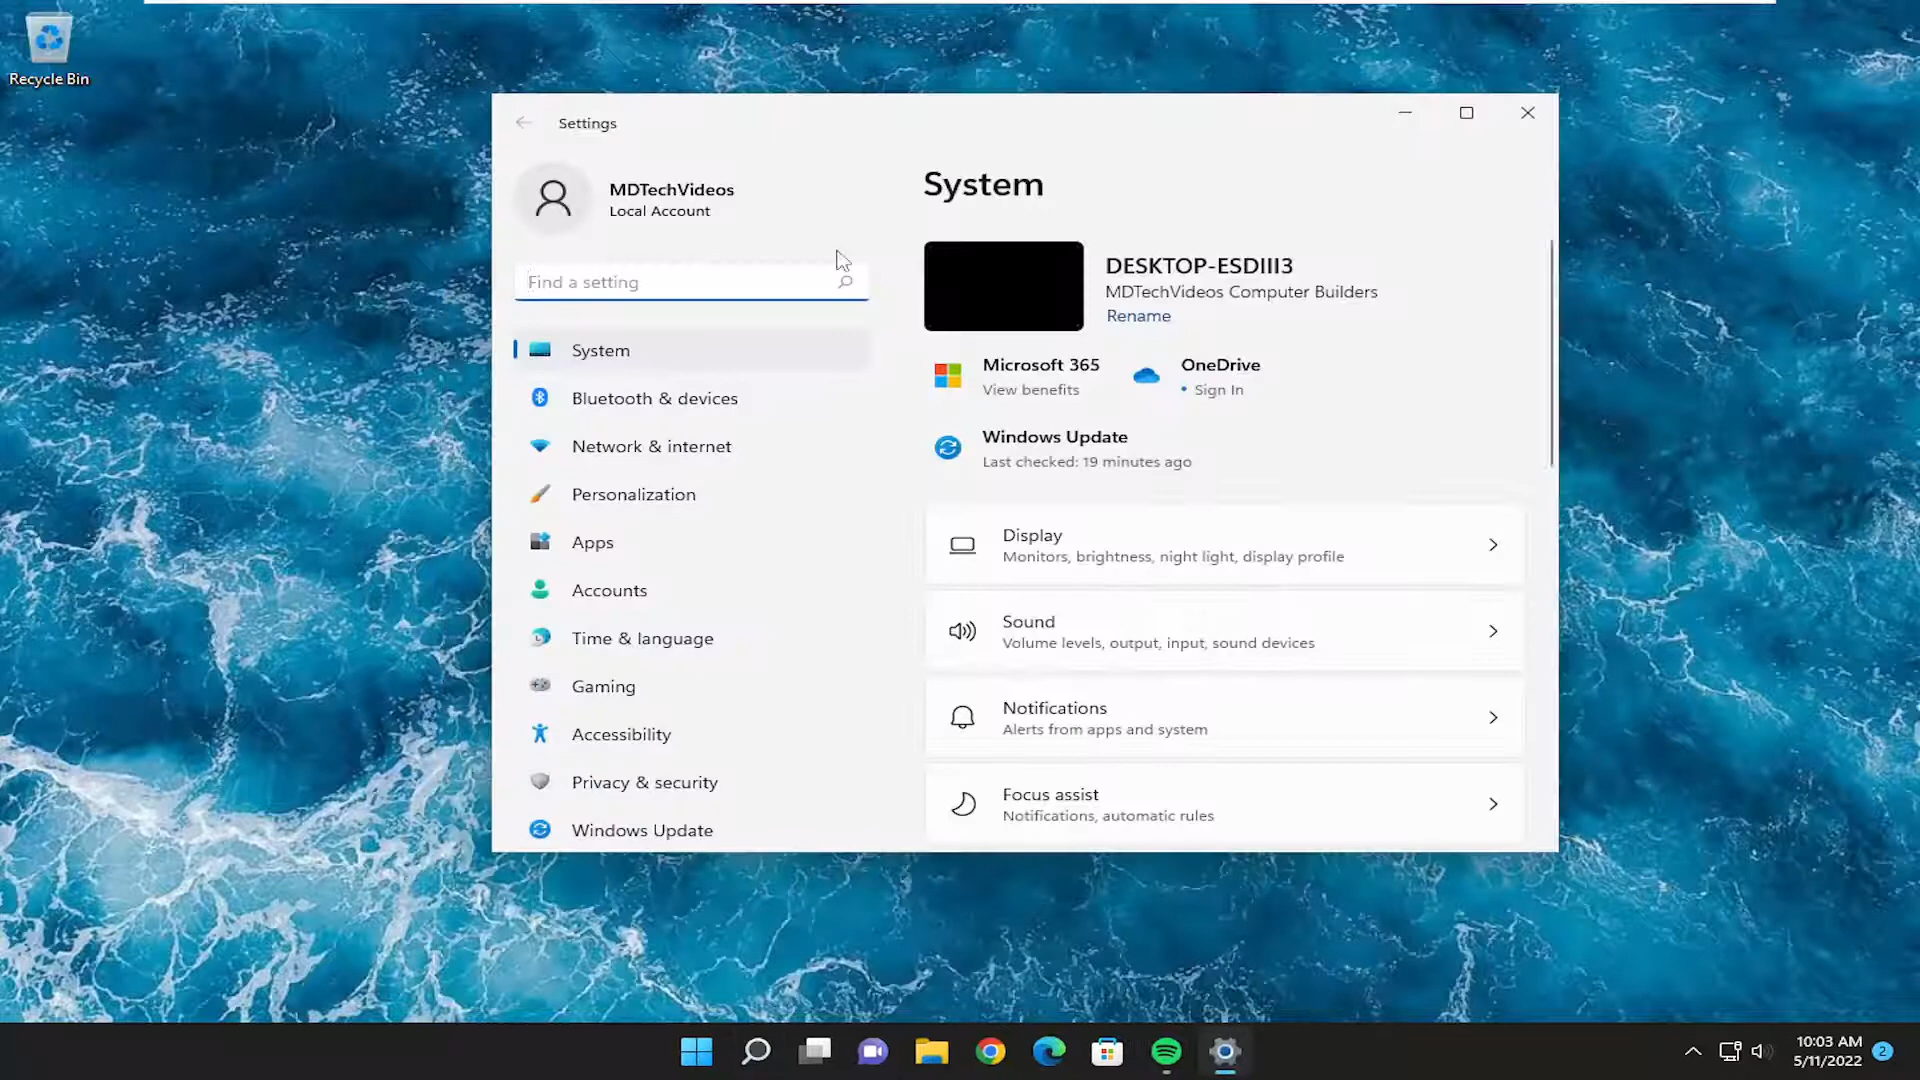 Recycle Bin
Settings
MDTechVideos
Local Account
Find a setting
System
Bluetooth & devices
Network & internet
Personalization
Apps
Accounts
Time & language
Gaming
Accessibility
Privacy & security
Windows Update
System
DESKTOP-ESDIII3
MDTechVideos Computer Builders
Rename
Microsoft 365
View benefits
OneDrive
• Sign In
Windows Update
Last checked: 19 minutes ago
Display
Monitors, brightness, night light, display profile
Sound
Volume levels, output, input, sound devices
Notifications
Alerts from apps and system
Focus assist
Notifications, automatic rules
10:03 AM
5/11/2022
2